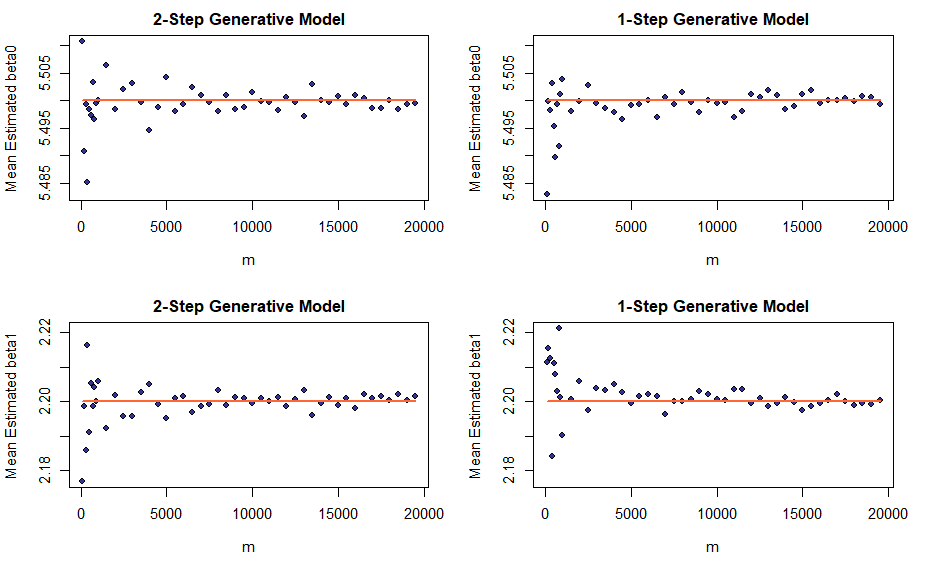 2-Step Generative Model
Mean Estimated beta0
5.505
5.495
5.485
0 5000 10000 15000 20000
m
1-Step Generative Model
Mean Estimated beta0
5.505
5.495
5.485
0 5000 10000 15000 20000
m
2-Step Generative Model
Mean Estimated beta1
2.22
2.20
2.18
0 5000 10000 15000 20000
m
1-Step Generative Model
Mean Estimated beta1
2.22
2.20
2.18
0 5000 10000 15000 20000
m